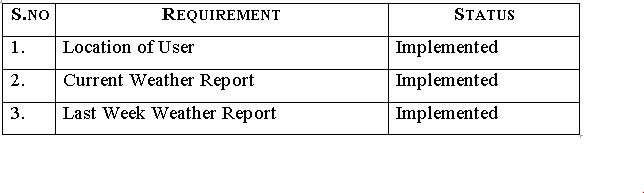 S.NO REQUIREMENT STATUS
1. Location of User Implemented
2. Current Weather Report Implemented
3. Last Week Weather Report Implemented